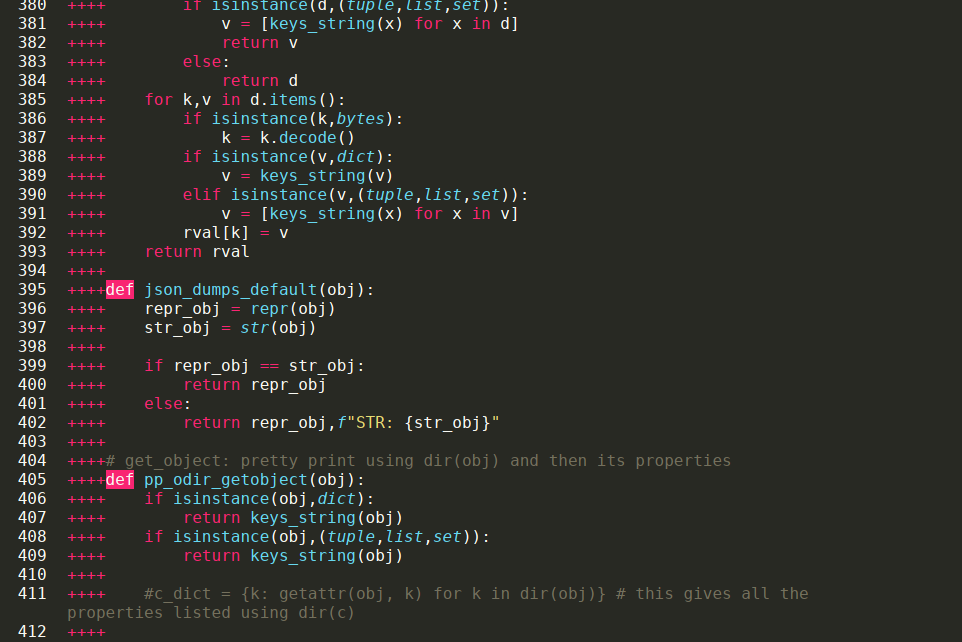 380 ++++        if isinstance(d,(tuple,list,set)):
381 ++++            v = [keys_string(x) for x in d]
382 ++++            return v
383 ++++        else:
384 ++++            return d
385 ++++    for k,v in d.items():
386 ++++        if isinstance(k,bytes):
387 ++++            k = k.decode()
388 ++++        if isinstance(v,dict):
389 ++++            v = keys_string(v)
390 ++++        elif isinstance(v,(tuple,list,set)):
391 ++++            v = [keys_string(x) for x in v]
392 ++++        rval[k] = v
393 ++++    return rval
394 ++++
395 ++++def json_dumps_default(obj):
396 ++++    repr_obj = repr(obj)
397 ++++    str_obj = str(obj)
398 ++++
399 ++++    if repr_obj == str_obj:
400 ++++        return repr_obj
401 ++++    else:
402 ++++        return repr_obj,f"STR: {str_obj}"
403 ++++
404 ++++# get_object: pretty print using dir(obj) and then its properties
405 ++++def pp_odir_getobject(obj):
406 ++++    if isinstance(obj,dict):
407 ++++        return keys_string(obj)
408 ++++    if isinstance(obj,(tuple,list,set)):
409 ++++        return keys_string(obj)
410 ++++
411 ++++    #c_dict = {k: getattr(obj, k) for k in dir(obj)} # this gives all the
properties listed using dir(c)
412 ++++